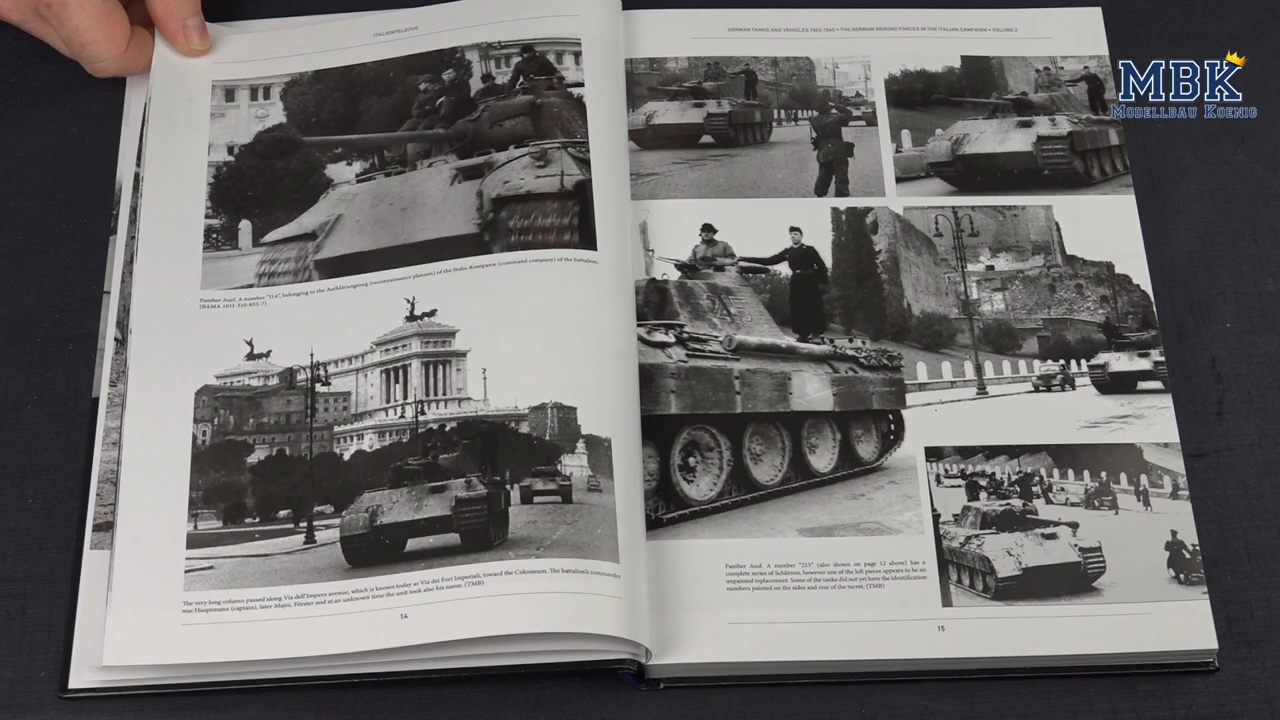 ITALIENFELDZUG
Panther Ausf. A number "114", belonging to the Aufklärungszug (reconnaissance platoon) of the Stabs-Kompanie (command company) of the battalion.
The very long column passed along Via dell'Impero avenue, which is known today as Via dei Fori Imperiali, toward the Colosseum. The battalion's commander
was Hauptmann (captain), later Major, Förster and at an unknown time the unit took also his name. (TMB)
14
GERMAN TANKS AND VEHICLES 1943-1945 • THE GERMAN GROUND FORCES IN THE ITALIAN CAMPAIGN • VOLUME 2
MBK
MODELLBAU KOENIG
Panther Ausf. A number "215" (also shown on page 12 above) has a
complete series of Schürzen, however one of the left pieces appears to be an
unpainted replacement. Some of the tanks did not yet have the identification
numbers painted on the sides and rear of the turret. (TMB)
15